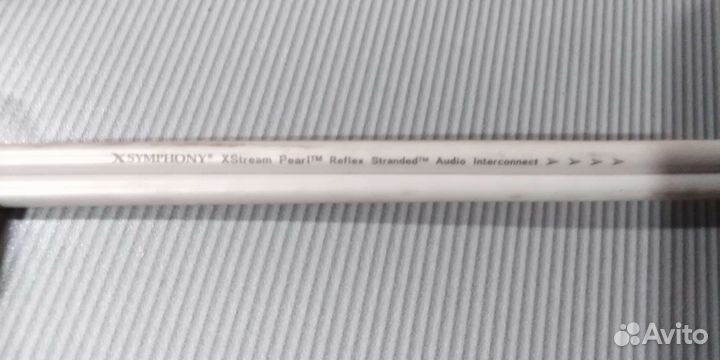 XSYMPHONY® XStream Pearl™ Reflex Stranded™ Audio Interconnect ➢ ➢ ➢ ➢
Avito